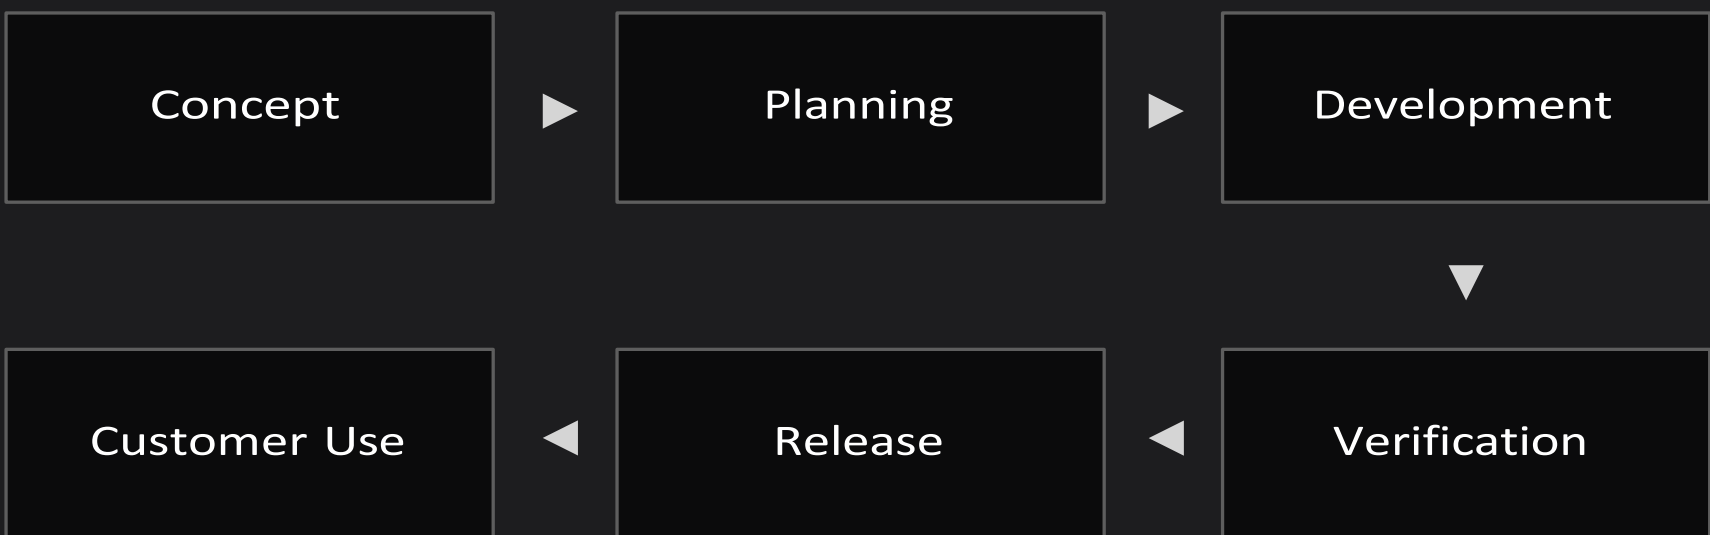 Concept
Planning
Development
Verification
Release
Customer Use